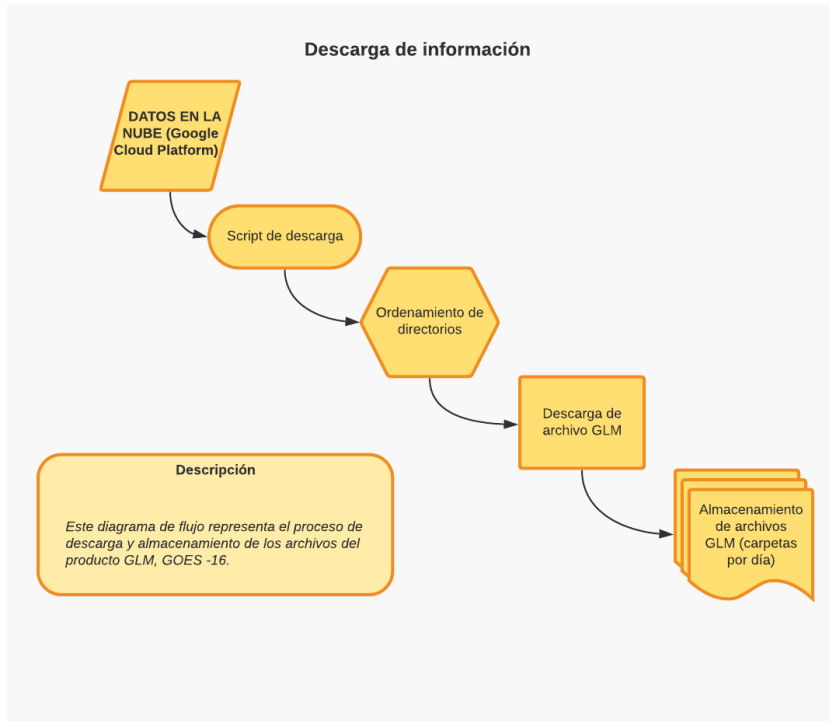 Descarga de información
DATOS EN LA
NUBE (Google
Cloud Platform)
Script de descarga
Ordenamiento de
directorios
Descarga de
archivo GLM
Almacenamiento
de archivos
GLM (carpetas
por día)
Descripción
Este diagrama de flujo representa el proceso de
descarga y almacenamiento de los archivos del
producto GLM, GOES -16.